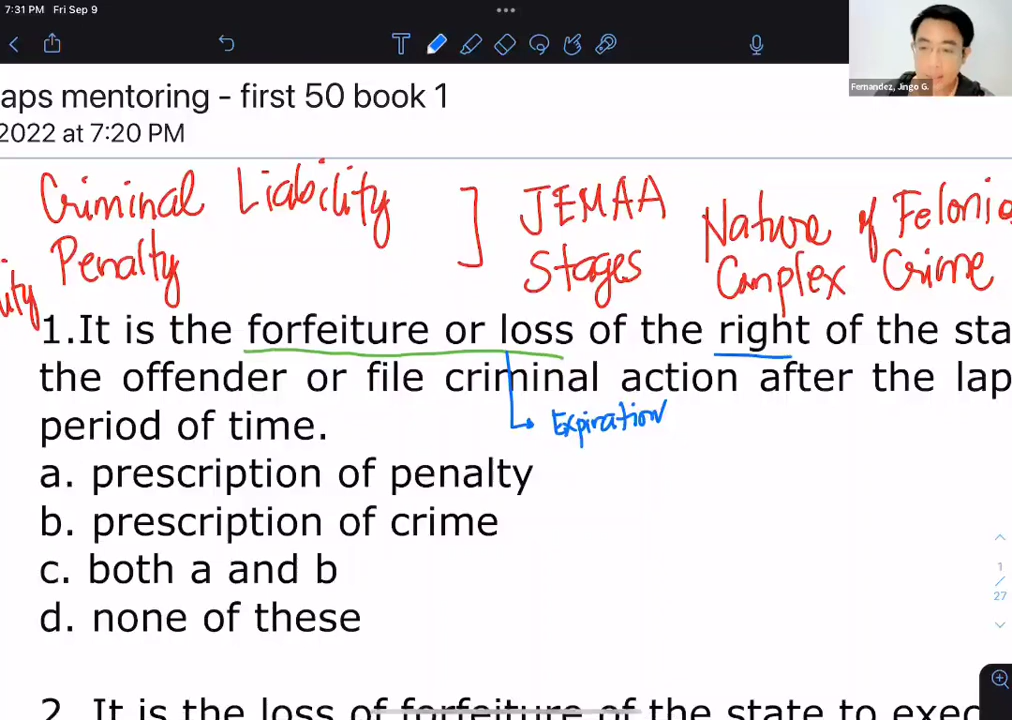 7:31 PM Fri Sep 9
Fernandez, Jingo G.
aps mentoring - first 50 book 1
2022 at 7:20 PM
Criminal Liability ] JEMAA Nature of Felonie
ity Penalty Stages Complex Crime
1.It is the forfeiture or loss of the right of the sta
the offender or file criminal action after the lap
period of time. Expiration
a. prescription of penalty
b. prescription of crime
c. both a and b
d. none of these
1
/
27
2. It is the loss of forfeiture of the state to exec